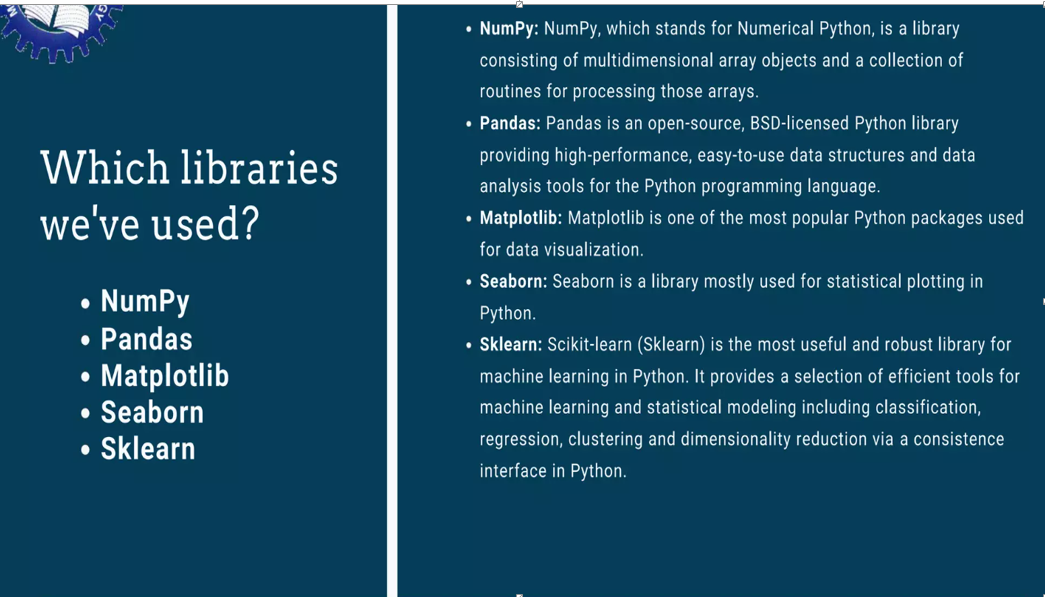 Which libraries
we've used?
• NumPy
• Pandas
• Matplotlib
• Seaborn
• Sklearn
• NumPy: NumPy, which stands for Numerical Python, is a library
consisting of multidimensional array objects and a collection of
routines for processing those arrays.
• Pandas: Pandas is an open-source, BSD-licensed Python library
providing high-performance, easy-to-use data structures and data
analysis tools for the Python programming language.
• Matplotlib: Matplotlib is one of the most popular Python packages used
for data visualization.
• Seaborn: Seaborn is a library mostly used for statistical plotting in
Python.
• Sklearn: Scikit-learn (Sklearn) is the most useful and robust library for
machine learning in Python. It provides a selection of efficient tools for
machine learning and statistical modeling including classification,
regression, clustering and dimensionality reduction via a consistence
interface in Python.